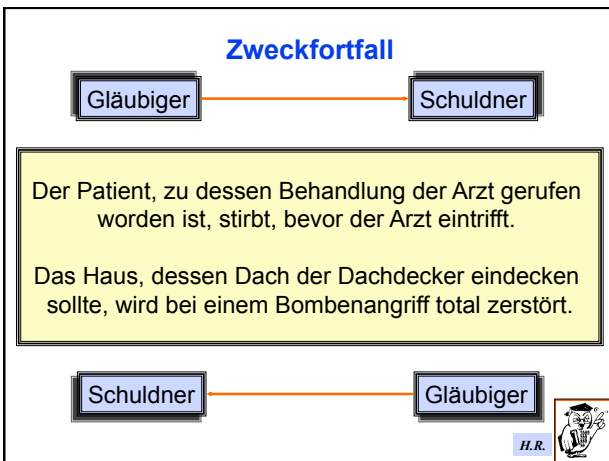 Zweckfortfall
Gläubiger Schuldner
Der Patient, zu dessen Behandlung der Arzt gerufen
worden ist, stirbt, bevor der Arzt eintrifft.
Das Haus, dessen Dach der Dachdecker eindecken
sollte, wird bei einem Bombenangriff total zerstört.
Schuldner Gläubiger
H.R.